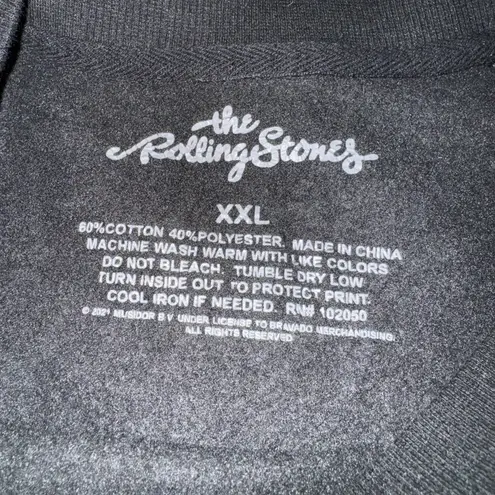 the
Rolling Stones
XXL
60%COTTON 40%POLYESTER. MADE IN CHINA
MACHINE WASH WARM WITH LIKE COLORS
DO NOT BLEACH. TUMBLE DRY LOW
TURN INSIDE OUT TO PROTECT PRINT.
COOL IRON IF NEEDED. RN# 102050
© 2021 MUSIDOR B.V UNDER LICENSE TO BRAVADO MERCHANDISING.
ALL RIGHTS RESERVED